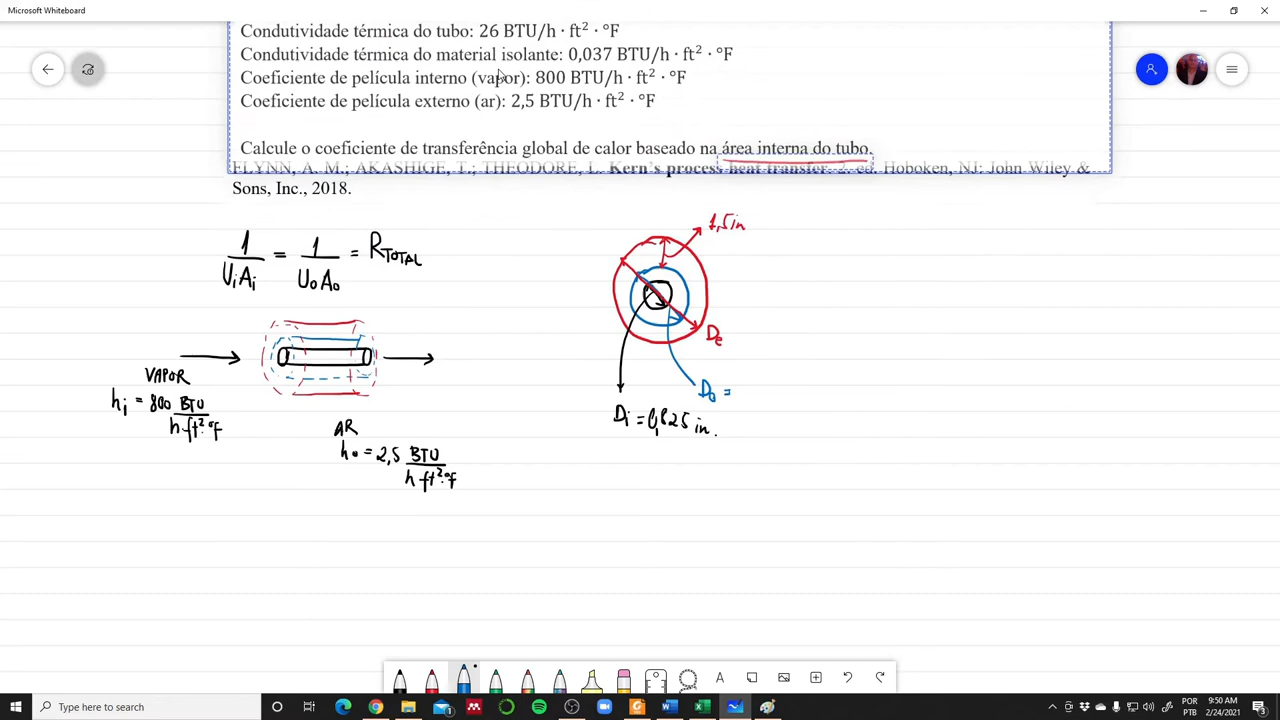 Microsoft Whiteboard
Condutividade térmica do tubo: 26 BTU/h · ft² · °F
Condutividade térmica do material isolante: 0,037 BTU/h · ft² · °F
Coeficiente de película interno (vapor): 800 BTU/h · ft² · °F
Coeficiente de película externo (ar): 2,5 BTU/h · ft² · °F
Calcule o coeficiente de transferência global de calor baseado na área interna do tubo.
FLYNN, A. M.; AKASHIGE, T.; THEODORE, L. Kern's process heat transfer. 2. ed. Hoboken, NJ: John Wiley &
Sons, Inc., 2018.
1/UiAi = 1/UoAo = RTOTAL
1,5 in
De
Do =
Di = 0,825 in.
VAPOR
hi = 800 BTU/h·ft²·°F
AR
ho = 2,5 BTU/h·ft²·°F
A
Type here to search
POR
PTB
9:50 AM
2/24/2021